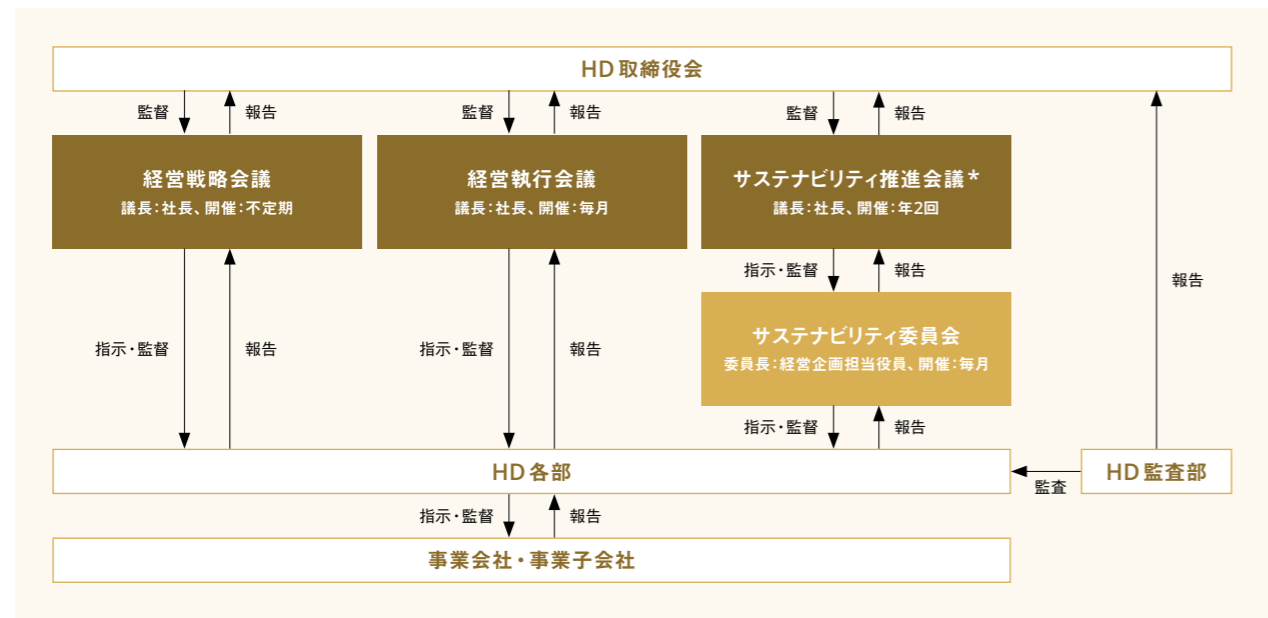 HD取締役会
監督
報告
監督
報告
監督
報告
経営戦略会議
議長：社長、開催：不定期
経営執行会議
議長：社長、開催：毎月
サステナビリティ推進会議*
議長：社長、開催：年2回
指示・監督
報告
報告
サステナビリティ委員会
委員長：経営企画担当役員、開催：毎月
指示・監督
報告
指示・監督
報告
指示・監督
報告
HD各部
監査
HD監査部
指示・監督
報告
事業会社・事業子会社